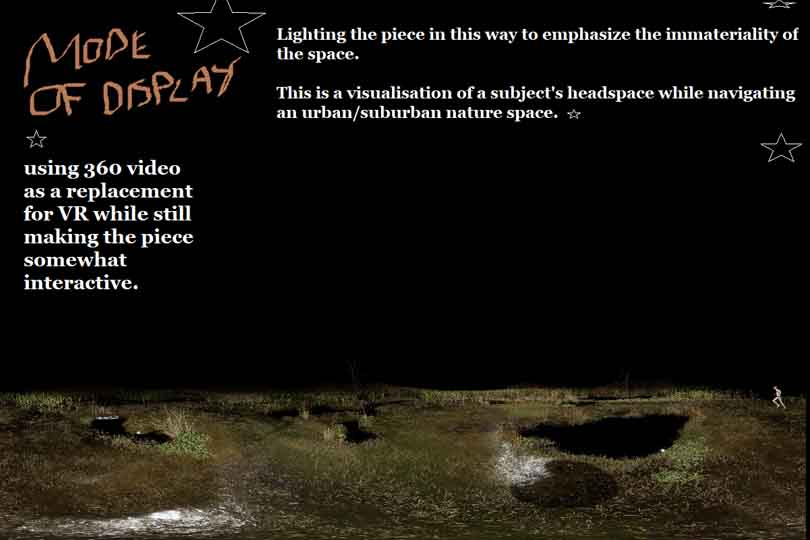 MODE
OF DISPLAY
Lighting the piece in this way to emphasize the immateriality of
the space.
This is a visualisation of a subject's headspace while navigating
an urban/suburban nature space.
using 360 video
as a replacement
for VR while still
making the piece
somewhat
interactive.